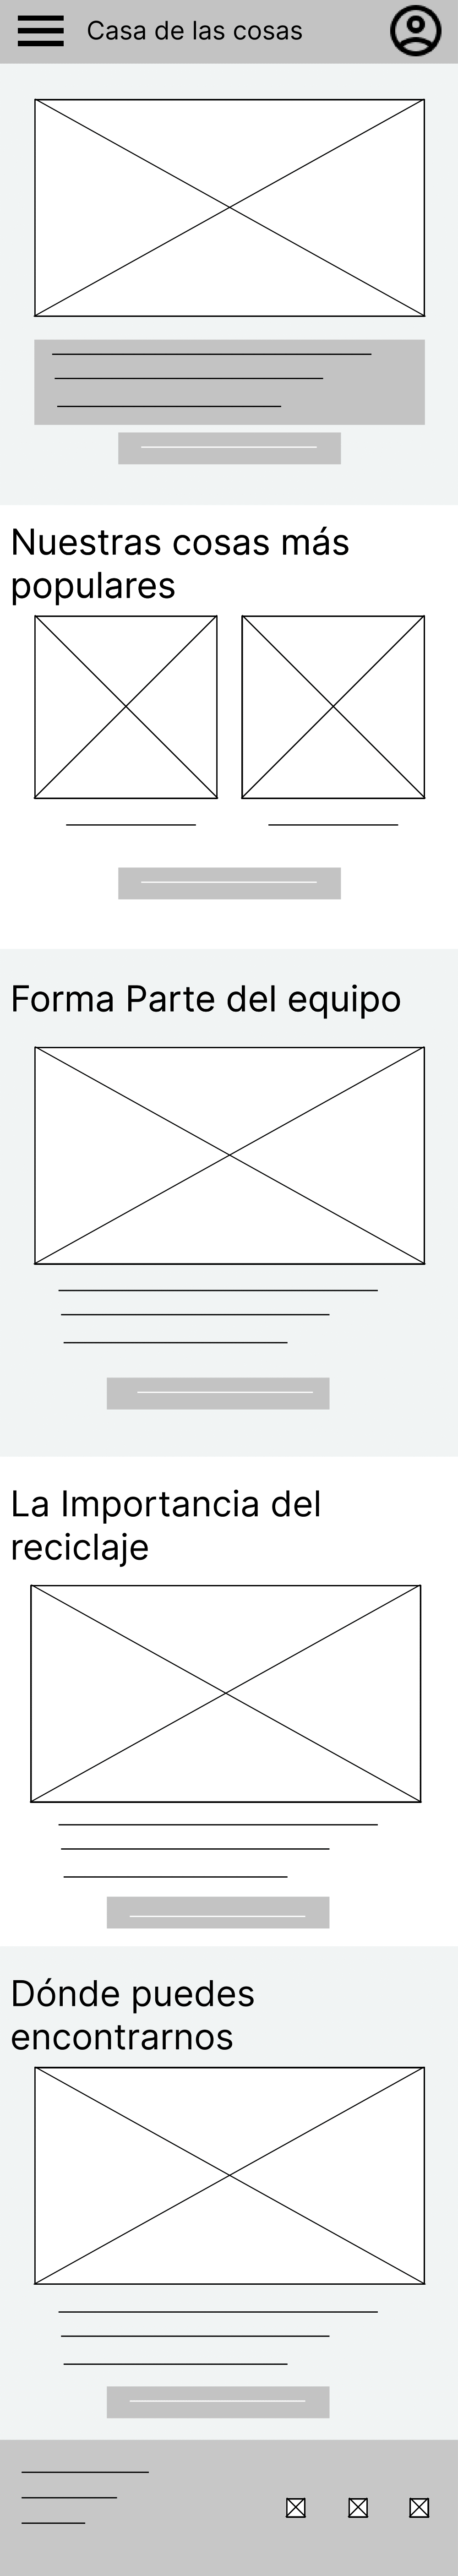 Casa de las cosas
Nuestras cosas más
populares
Forma Parte del equipo
La Importancia del
reciclaje
Dónde puedes
encontrarnos